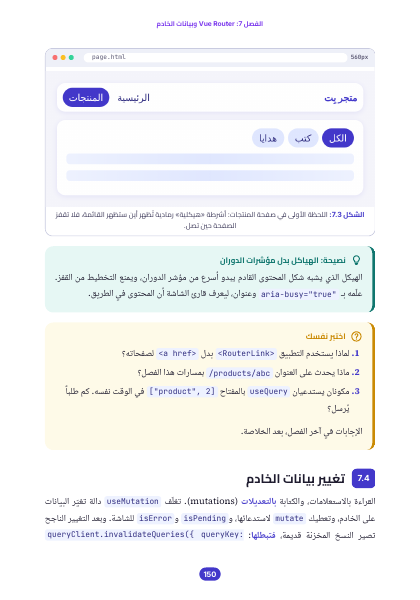 الفصل 7: Vue Router وبيانات الخادم
page.html
560px
متجر يت
الرئيسية
المنتجات
الكل
كتب
هدايا
الشكل 7.3: اللحظة الأولى في صفحة المنتجات: أشرطة «هيكلية» رمادية تُظهر أين ستظهر القائمة، فلا تقفز
الصفحة حين تصل.
نصيحة: الهياكل بدل مؤشرات الدوران
الهيكل الذي يشبه شكل المحتوى القادم يبدو أسرع من مؤشر الدوران، ويمنع التخطيط من القفز.
علّمه بـ aria-busy="true" وعنوان، ليعرف قارئ الشاشة أن المحتوى في الطريق.
اختبر نفسك
1. لماذا يستخدم التطبيق <RouterLink> بدل <a href> لصفحاته؟
2. ماذا يحدث على العنوان /products/abc بمسارات هذا الفصل؟
3. مكونان يستدعيان useQuery بالمفتاح ["product", 2] في الوقت نفسه. كم طلباً
يُرسل؟
الإجابات في آخر الفصل، بعد الخلاصة.
7.4 تغيير بيانات الخادم
القراءة بالاستعلامات، والكتابة بالتعديلات (mutations). تغلّف useMutation دالة تغيّر البيانات
على الخادم، وتعطيك mutate لاستدعائها، و isPending و isError للشاشة. وبعد التغيير الناجح
تصير النسخ المخزنة قديمة، فتبطلها: queryClient.invalidateQueries({ queryKey:
150